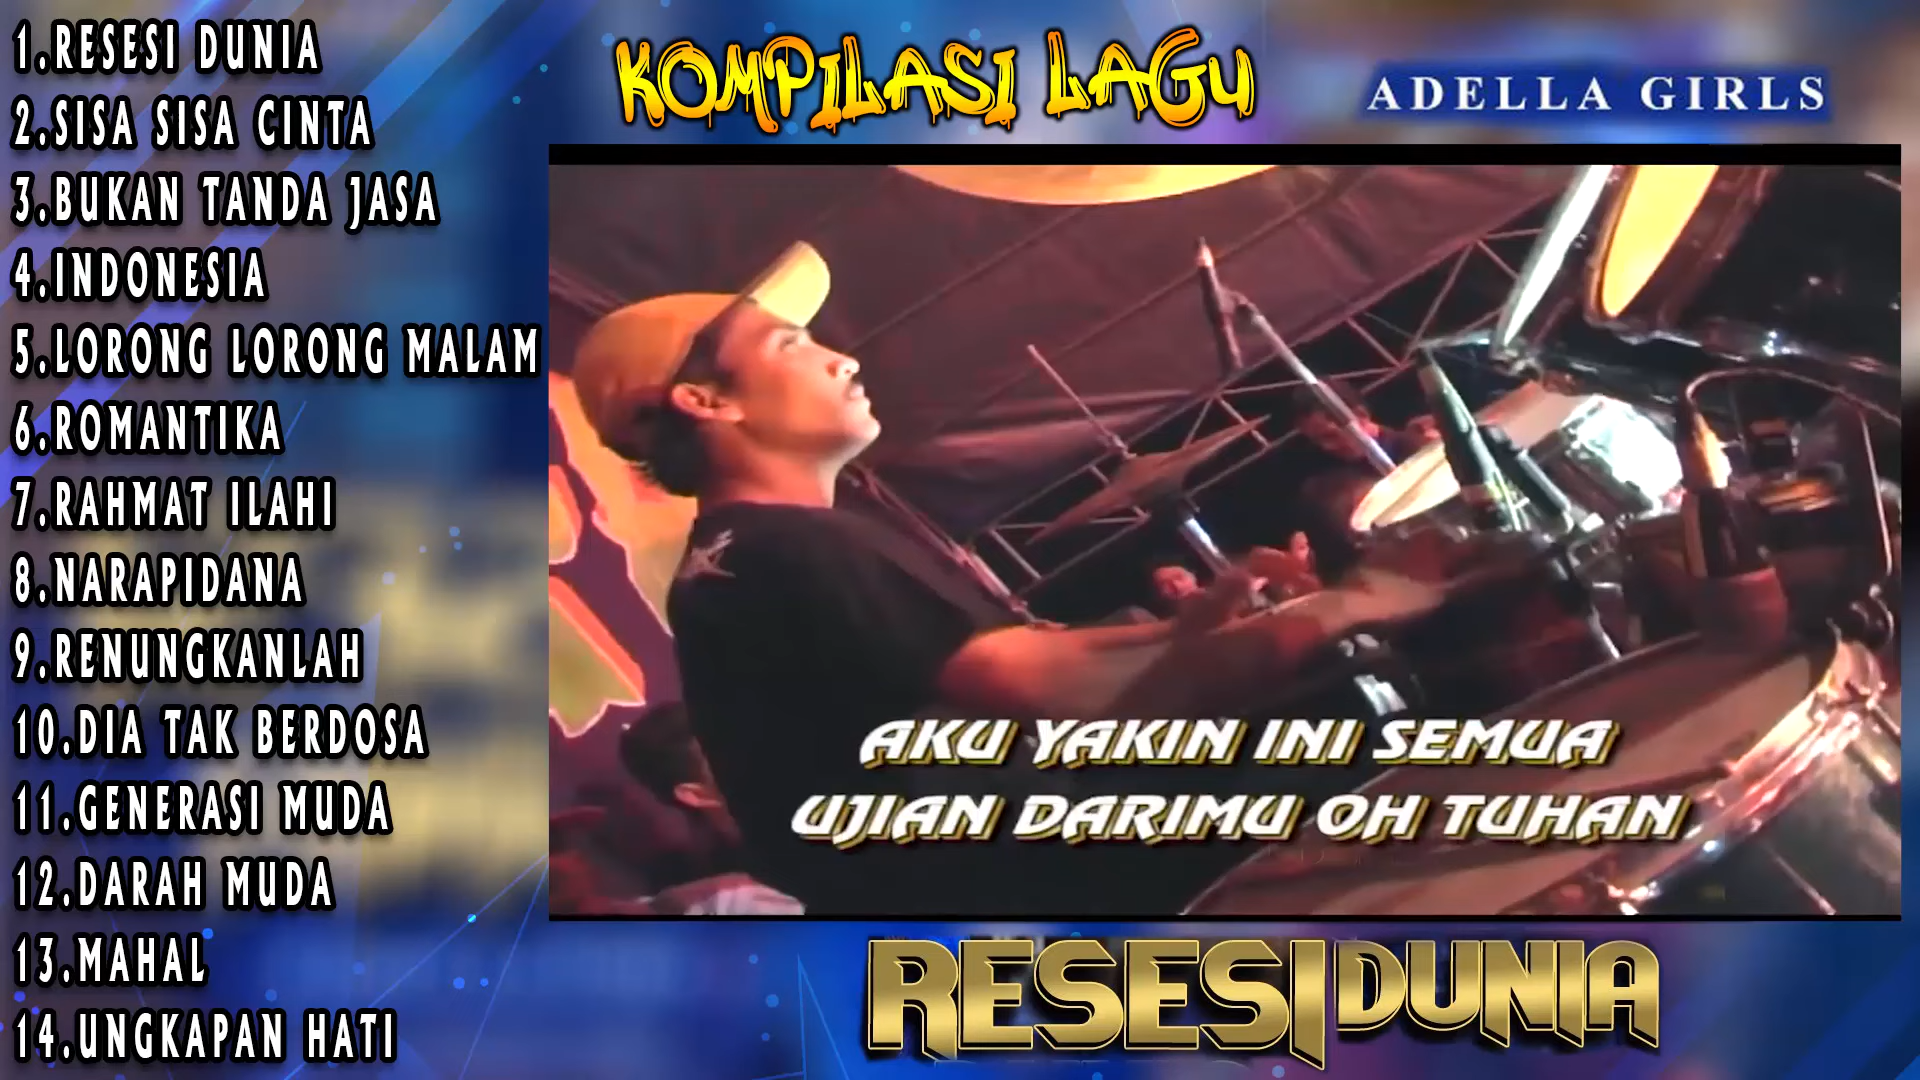 1.RESESI DUNIA
2.SISA SISA CINTA
3.BUKAN TANDA JASA
4.INDONESIA
5.LORONG LORONG MALAM
6.ROMANTIKA
7.RAHMAT ILAHI
8.NARAPIDANA
9.RENUNGKANLAH
10.DIA TAK BERDOSA
11.GENERASI MUDA
12.DARAH MUDA
13.MAHAL
14.UNGKAPAN HATI
KOMPILASI LAGU
ADELLA GIRLS
AKU YAKIN INI SEMUA
UJIAN DARIMU OH TUHAN
RESESI DUNIA